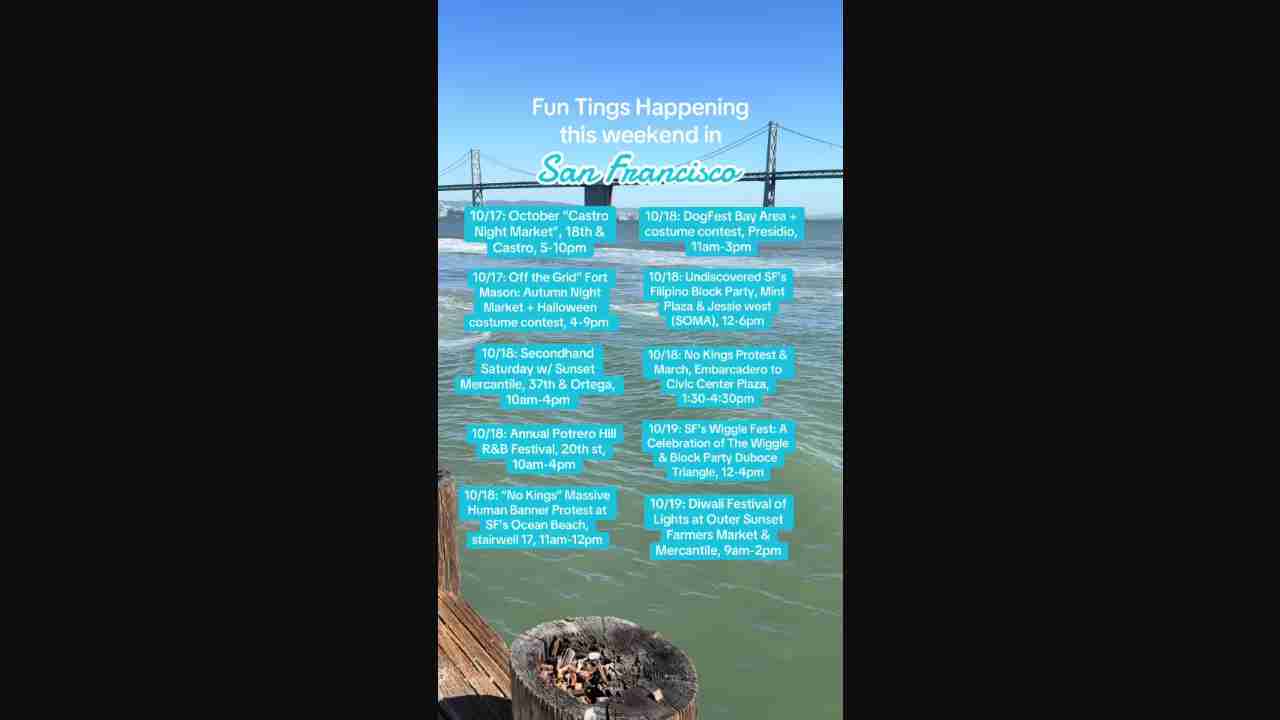 Fun Tings Happening
this weekend in
San Francisco
10/17: October "Castro
Night Market", 18th &
Castro, 5-10pm
10/17: Off the Grid" Fort
Mason: Autumn Night
Market + Halloween
costume contest, 4-9pm
10/18: Secondhand
Saturday w/ Sunset
Mercantile, 37th & Ortega,
10am-4pm
10/18: Annual Potrero Hill
R&B Festival, 20th st,
10am-4pm
10/18: "No Kings" Massive
Human Banner Protest at
SF's Ocean Beach,
stairwell 17, 11am-12pm
10/18: DogFest Bay Area +
costume contest, Presidio,
11am-3pm
10/18: Undiscovered SF's
Filipino Block Party, Mint
Plaza & Jessie west
(SOMA), 12-6pm
10/18: No Kings Protest &
March, Embarcadero to
Civic Center Plaza,
1:30-4:30pm
10/19: SF's Wiggle Fest: A
Celebration of The Wiggle
& Block Party Duboce
Triangle, 12-4pm
10/19: Diwali Festival of
Lights at Outer Sunset
Farmers Market &
Mercantile, 9am-2pm